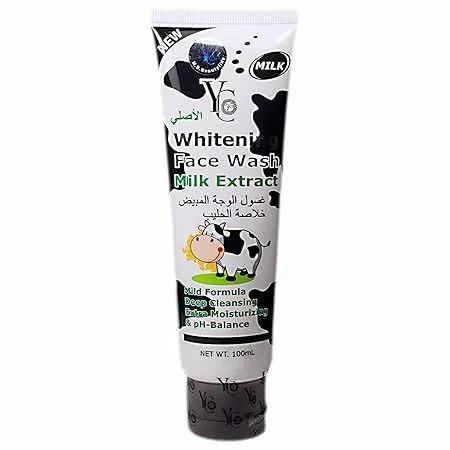 NEW
MILK
YC
الأصلي
Whitening
Face Wash
Milk Extract
غسول الوجة المبيض
خلاصة الحليب
Mild Formula
Deep Cleansing
Extra Moisturizing
& pH-Balance
NET WT. 100mL
YC